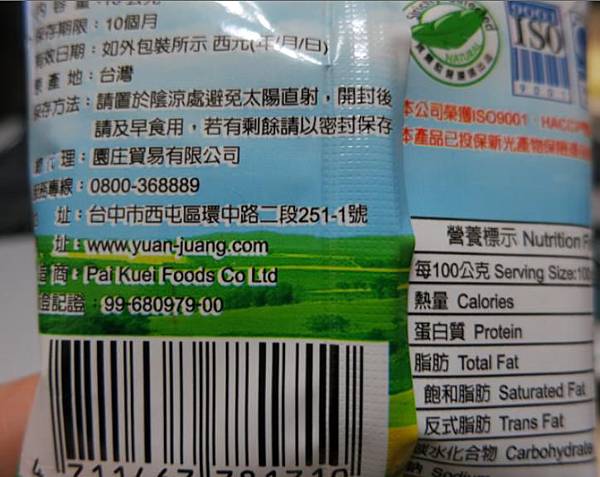 保存期限：10個月
有效日期：如外包裝所示 西元(年/月/日)
產地：台灣
保存方法：請置於陰涼處避免太陽直射，開封後
請及早食用，若有剩餘請以密封保存
總代理：園庄貿易有限公司
專線：0800-368889
址：台中市西屯區環中路二段251-1號
址：www.yuan-juang.com
造商：Pai Kuei Foods Co Ltd
登記證：99-680979-00
NATURAL
9001
ISO
9001
本公司榮獲ISO9001、HACCP
本產品已投保新光產物保險
營養標示 Nutrition F
每100公克 Serving Size:100
熱量 Calories
蛋白質 Protein
脂肪 Total Fat
飽和脂肪 Saturated Fat
反式脂肪 Trans Fat
碳水化合物 Carbohydrate
鈉 Sodiu